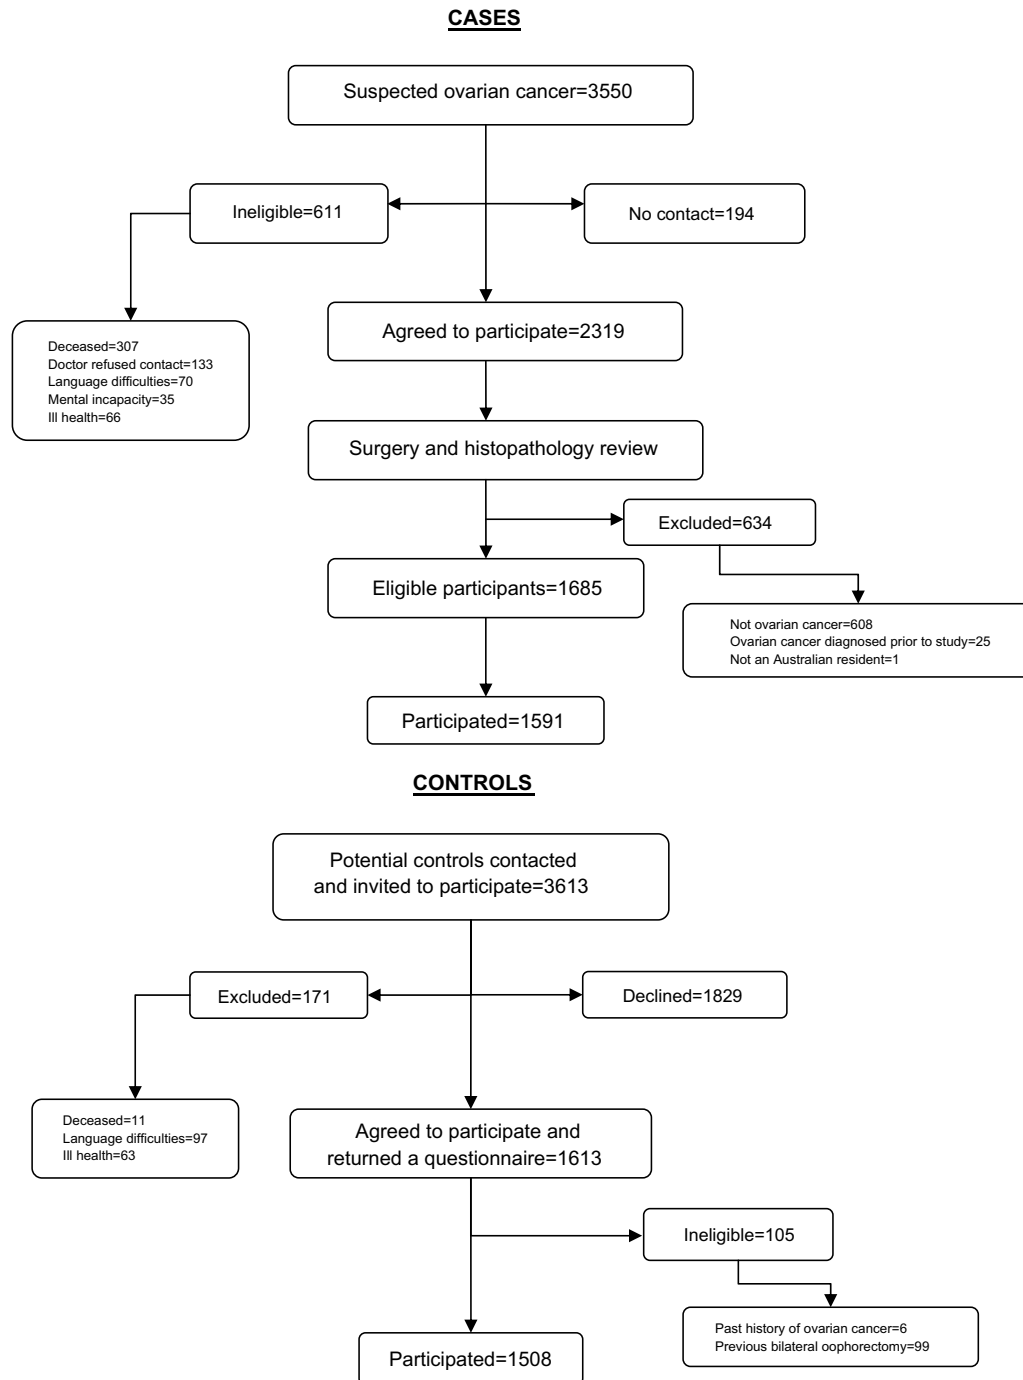 CASES
Suspected ovarian cancer=3550
Ineligible=611
No contact=194
Agreed to participate=2319
Deceased=307
Doctor refused contact=133
Language difficulties=70
Mental incapacity=35
Ill health=66
Surgery and histopathology review
Excluded=634
Eligible participants=1685
Not ovarian cancer=608
Ovarian cancer diagnosed prior to study=25
Not an Australian resident=1
Participated=1591
CONTROLS
Potential controls contacted
and invited to participate=3613
Excluded=171
Declined=1829
Deceased=11
Language difficulties=97
Ill health=63
Agreed to participate and
returned a questionnaire=1613
Ineligible=105
Past history of ovarian cancer=6
Previous bilateral oophorectomy=99
Participated=1508